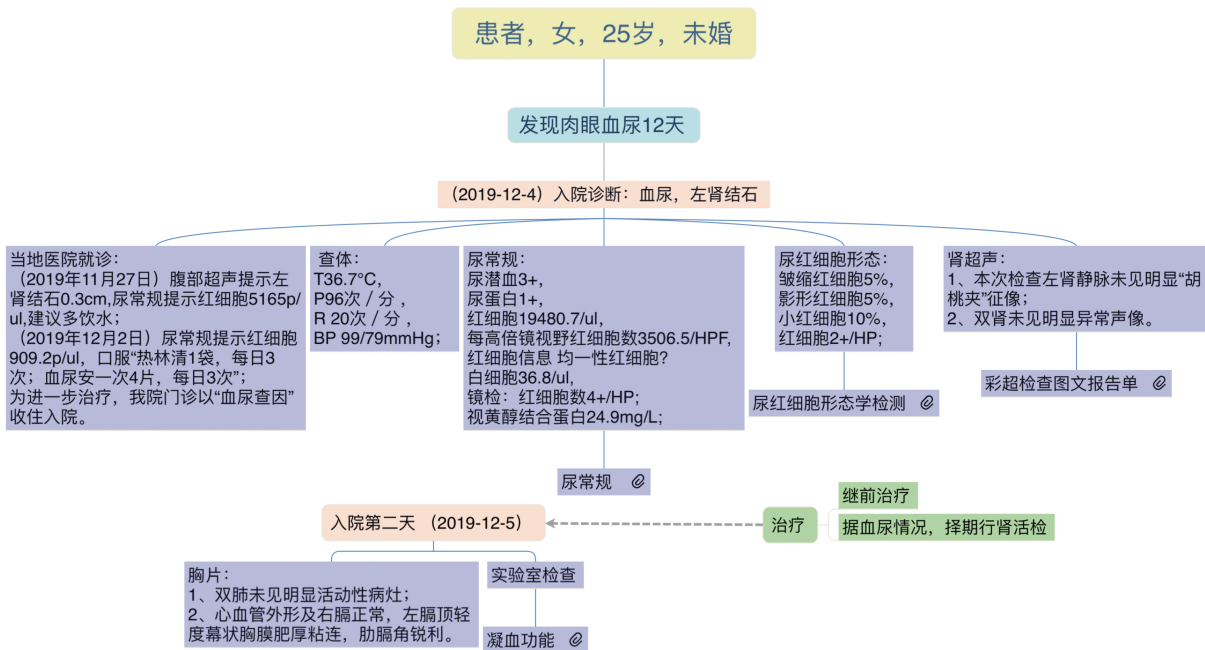 患者，女，25岁，未婚
发现肉眼血尿12天
（2019-12-4）入院诊断：血尿，左肾结石
当地医院就诊：
（2019年11月27日）腹部超声提示左
肾结石0.3cm,尿常规提示红细胞5165p/
ul,建议多饮水；
（2019年12月2日）尿常规提示红细胞
909.2p/ul，口服“热林清1袋，每日3
次；血尿安一次4片，每日3次”；
为进一步治疗，我院门诊以“血尿查因”
收住入院。
查体：
T36.7°C，
P96次／分，
R 20次／分，
BP 99/79mmHg；
尿常规：
尿潜血3+,
尿蛋白1+,
红细胞19480.7/ul,
每高倍镜视野红细胞数3506.5/HPF,
红细胞信息 均一性红细胞？
白细胞36.8/ul,
镜检：红细胞数4+/HP;
视黄醇结合蛋白24.9mg/L;
尿常规
尿红细胞形态：
皱缩红细胞5%,
影形红细胞5%,
小红细胞10%,
红细胞2+/HP;
尿红细胞形态学检测
肾超声：
1、本次检查左肾静脉未见明显“胡
桃夹”征像；
2、双肾未见明显异常声像。
彩超检查图文报告单
入院第二天 （2019-12-5）
治疗
继前治疗
据血尿情况，择期行肾活检
胸片：
1、双肺未见明显活动性病灶；
2、心血管外形及右膈正常，左膈顶轻
度幕状胸膜肥厚粘连，肋膈角锐利。
实验室检查
凝血功能